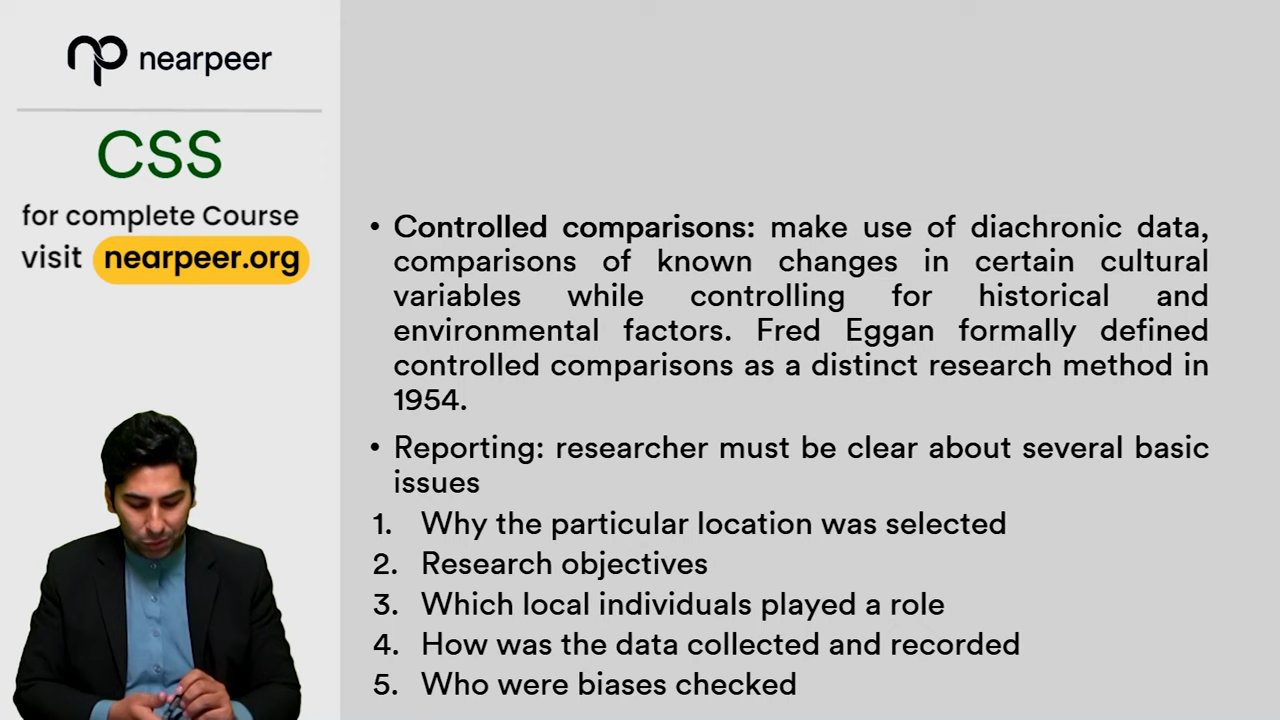 nearpeer
CSS
for complete Course
visit nearpeer.org
• Controlled comparisons: make use of diachronic data,
comparisons of known changes in certain cultural
variables while controlling for historical and
environmental factors. Fred Eggan formally defined
controlled comparisons as a distinct research method in
1954.
• Reporting: researcher must be clear about several basic
issues
1. Why the particular location was selected
2. Research objectives
3. Which local individuals played a role
4. How was the data collected and recorded
5. Who were biases checked